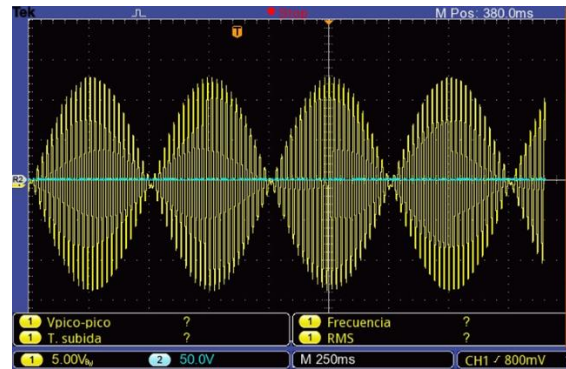 Tek Stop M Pos: 380.0ms
T
R2
1 Vpico-pico ? 1 Frecuencia ?
1 T. subida ? 1 RMS ?
1 5.00V 2 50.0V M 250ms CH1 800mV